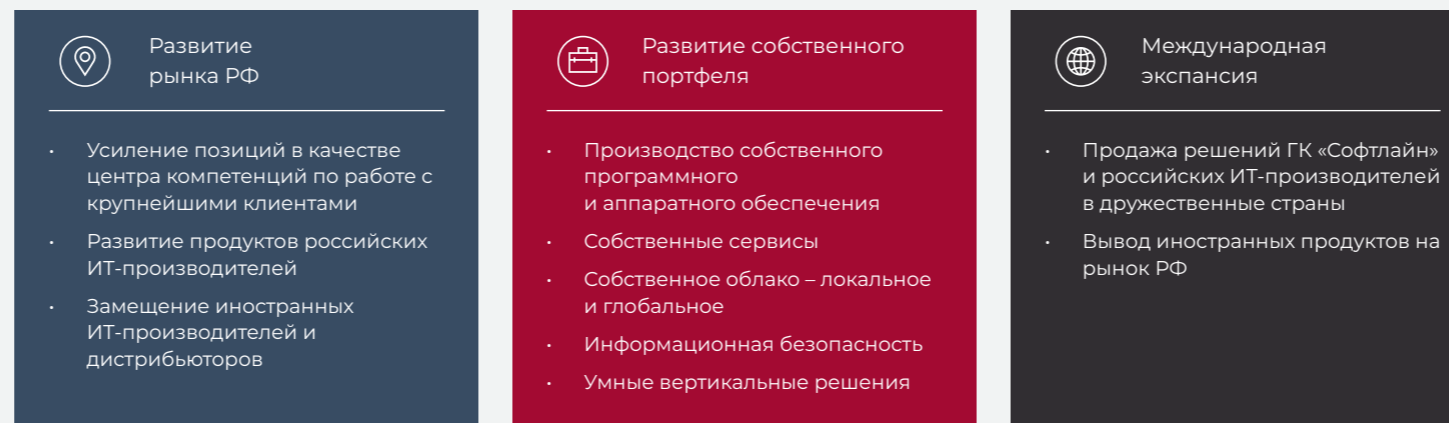 Развитие
рынка РФ
• Усиление позиций в качестве
центра компетенций по работе с
крупнейшими клиентами
• Развитие продуктов российских
ИТ-производителей
• Замещение иностранных
ИТ-производителей и
дистрибьюторов
Развитие собственного
портфеля
• Производство собственного
программного
и аппаратного обеспечения
• Собственные сервисы
• Собственное облако – локальное
и глобальное
• Информационная безопасность
• Умные вертикальные решения
Международная
экспансия
• Продажа решений ГК «Софтлайн»
и российских ИТ-производителей
в дружественные страны
• Вывод иностранных продуктов на
рынок РФ